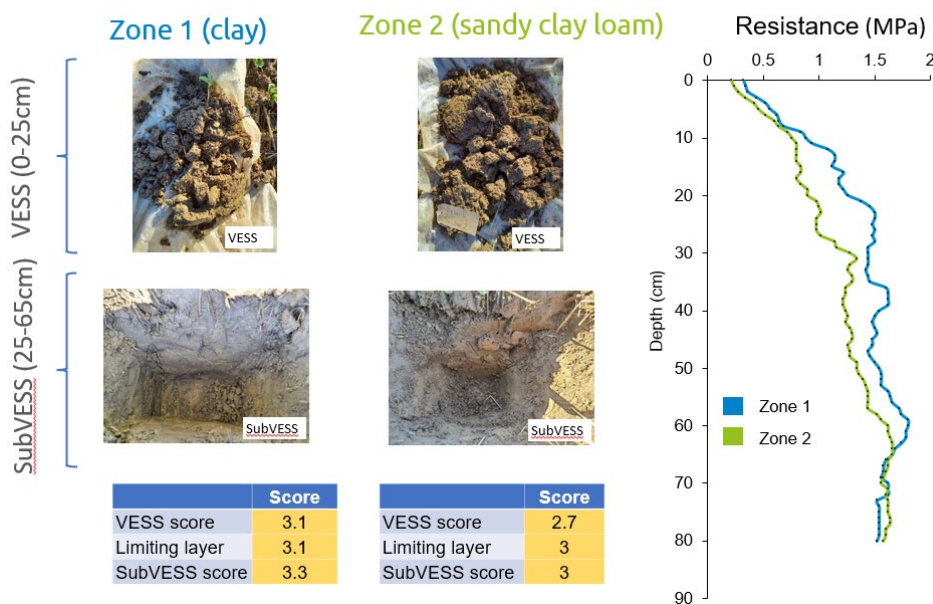 Zone 1 (clay)
Zone 2 (sandy clay loam)
VESS (0-25cm)
VESS
VESS
SubVESS (25-65cm)
SubVESS
SubVESS
Score
VESS score 3.1
Limiting layer 3.1
SubVESS score 3.3
Score
VESS score 2.7
Limiting layer 3
SubVESS score 3
Resistance (MPa)
0 0.5 1 1.5 2
0
10
20
30
40
50
60
70
80
90
Depth (cm)
Zone 1
Zone 2